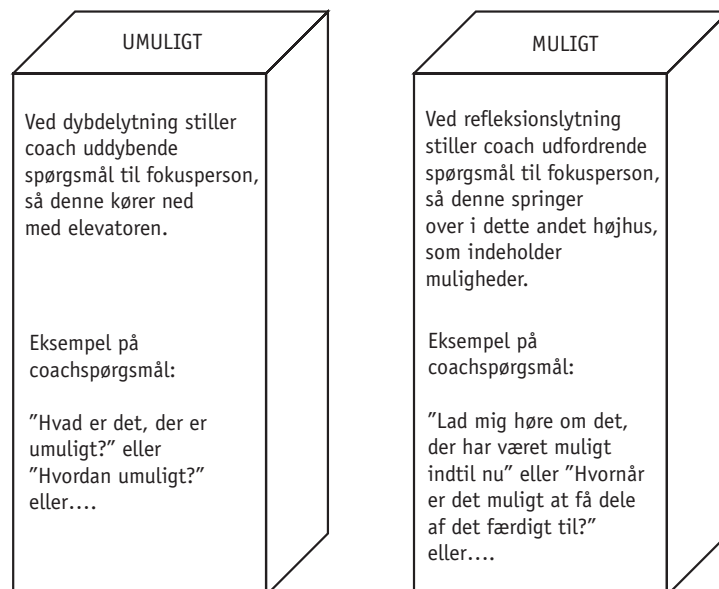 UMULIGT
Ved dybdelytning stiller
coach uddybende
spørgsmål til fokusperson,
så denne kører ned
med elevatoren.
Eksempel på
coachspørgsmål:
”Hvad er det, der er
umuligt?” eller
”Hvordan umuligt?”
eller....
MULIGT
Ved refleksionslytning
stiller coach udfordrende
spørgsmål til fokusperson,
så denne springer
over i dette andet højhus,
som indeholder
muligheder.
Eksempel på
coachspørgsmål:
”Lad mig høre om det,
der har været muligt
indtil nu” eller ”Hvornår
er det muligt at få dele
af det færdigt til?”
eller....